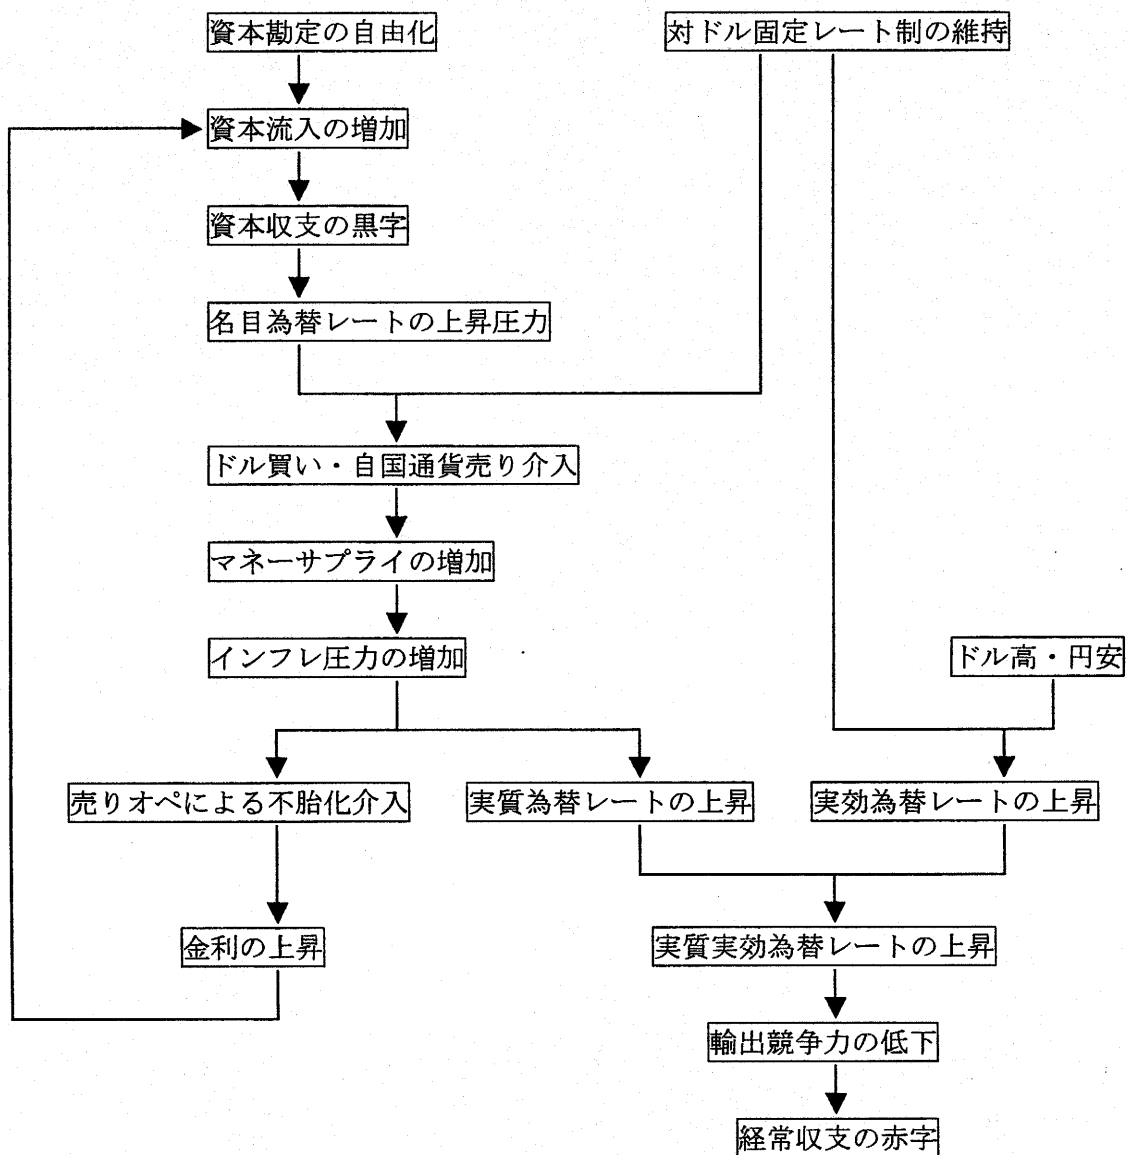 資本勘定の自由化
対ドル固定レート制の維持
資本流入の増加
資本収支の黒字
名目為替レートの上昇圧力
ドル買い・自国通貨売り介入
マネーサプライの増加
インフレ圧力の増加
ドル高・円安
売りオペによる不胎化介入
実質為替レートの上昇
実効為替レートの上昇
金利の上昇
実質実効為替レートの上昇
輸出競争力の低下
経常収支の赤字